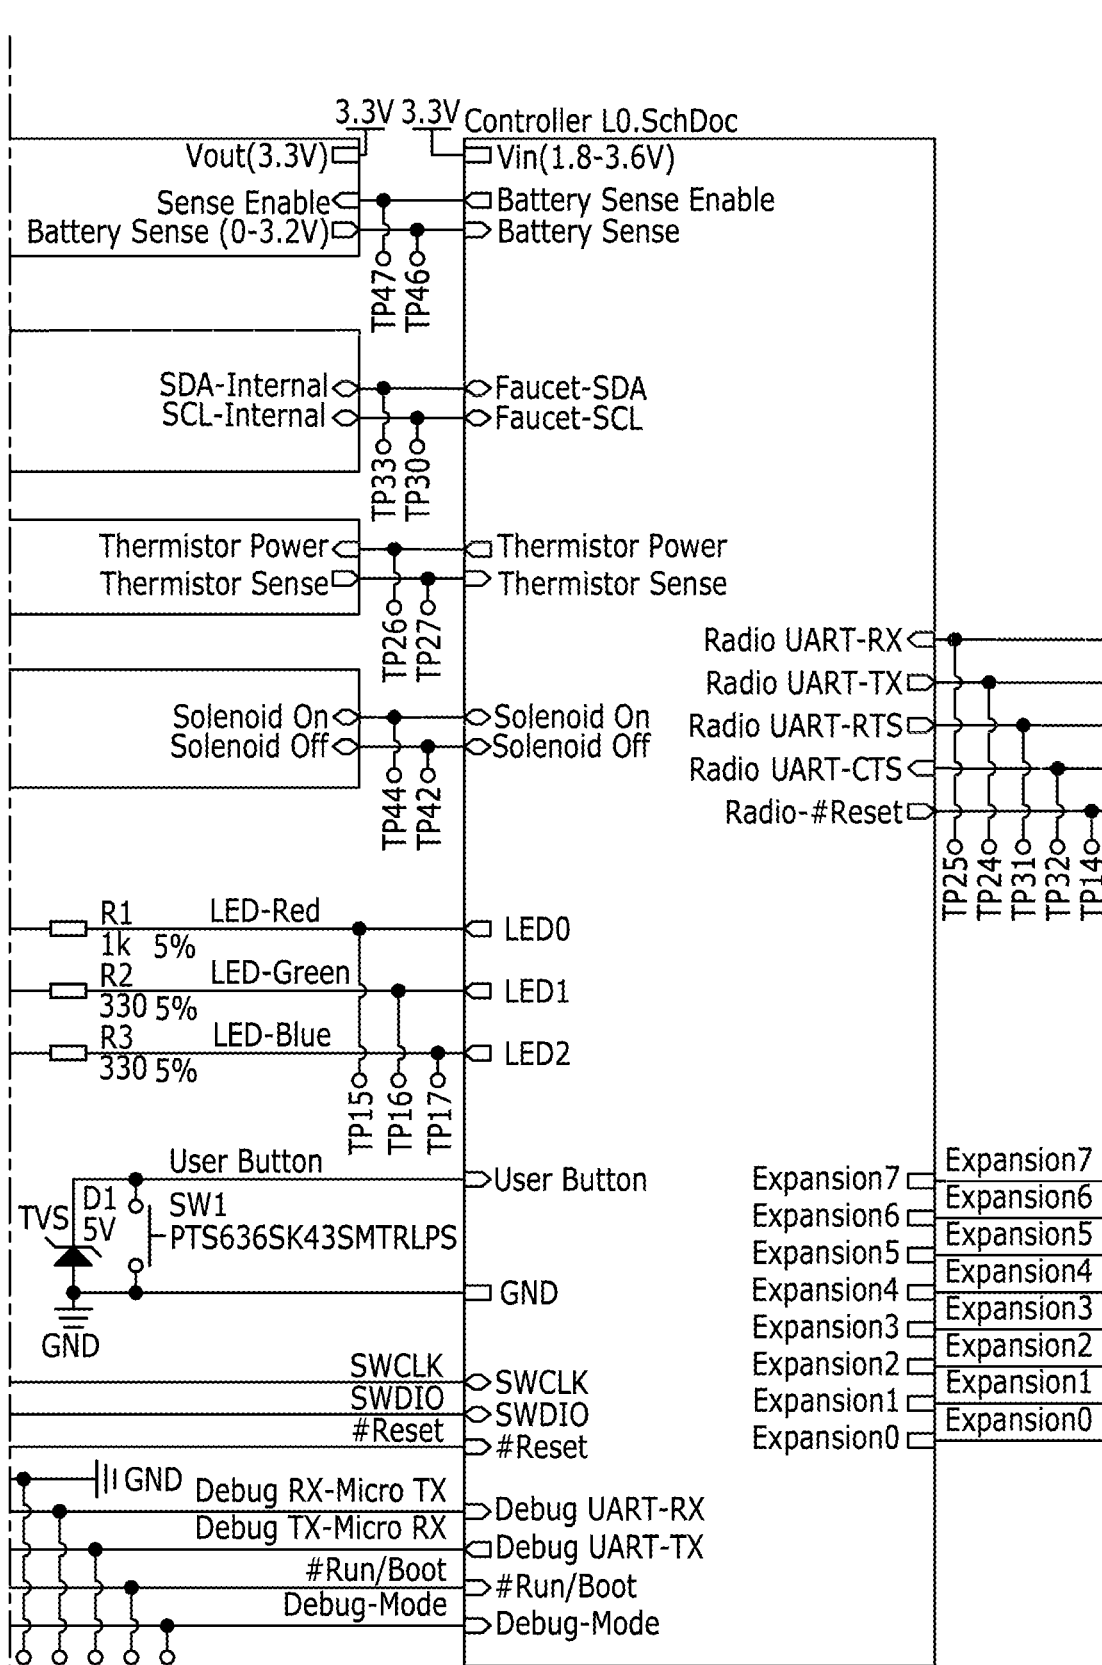 3.3V 3.3V Controller L0.SchDoc
Vout(3.3V) Vin(1.8-3.6V)
Sense Enable Battery Sense Enable
Battery Sense (0-3.2V) Battery Sense
TP47 TP46
SDA-Internal Faucet-SDA
SCL-Internal Faucet-SCL
TP33 TP30
Thermistor Power Thermistor Power
Thermistor Sense Thermistor Sense
TP26 TP27
Radio UART-RX
Radio UART-TX
Solenoid On Solenoid On
Radio UART-RTS
Solenoid Off Solenoid Off
Radio UART-CTS
TP44 TP42
Radio-#Reset
TP25 TP24 TP31 TP32 TP14
R1 LED-Red LED0
1k 5%
R2 LED-Green LED1
330 5%
R3 LED-Blue LED2
330 5%
TP15 TP16 TP17
User Button User Button
TVS D1 SW1
5V PTS636SK43SMTRLPS
GND
GND
Expansion7 Expansion7
Expansion6 Expansion6
Expansion5 Expansion5
Expansion4 Expansion4
Expansion3 Expansion3
Expansion2 Expansion2
Expansion1 Expansion1
Expansion0 Expansion0
SWCLK SWCLK
SWDIO SWDIO
#Reset #Reset
GND
Debug RX-Micro TX Debug UART-RX
Debug TX-Micro RX Debug UART-TX
#Run/Boot #Run/Boot
Debug-Mode Debug-Mode